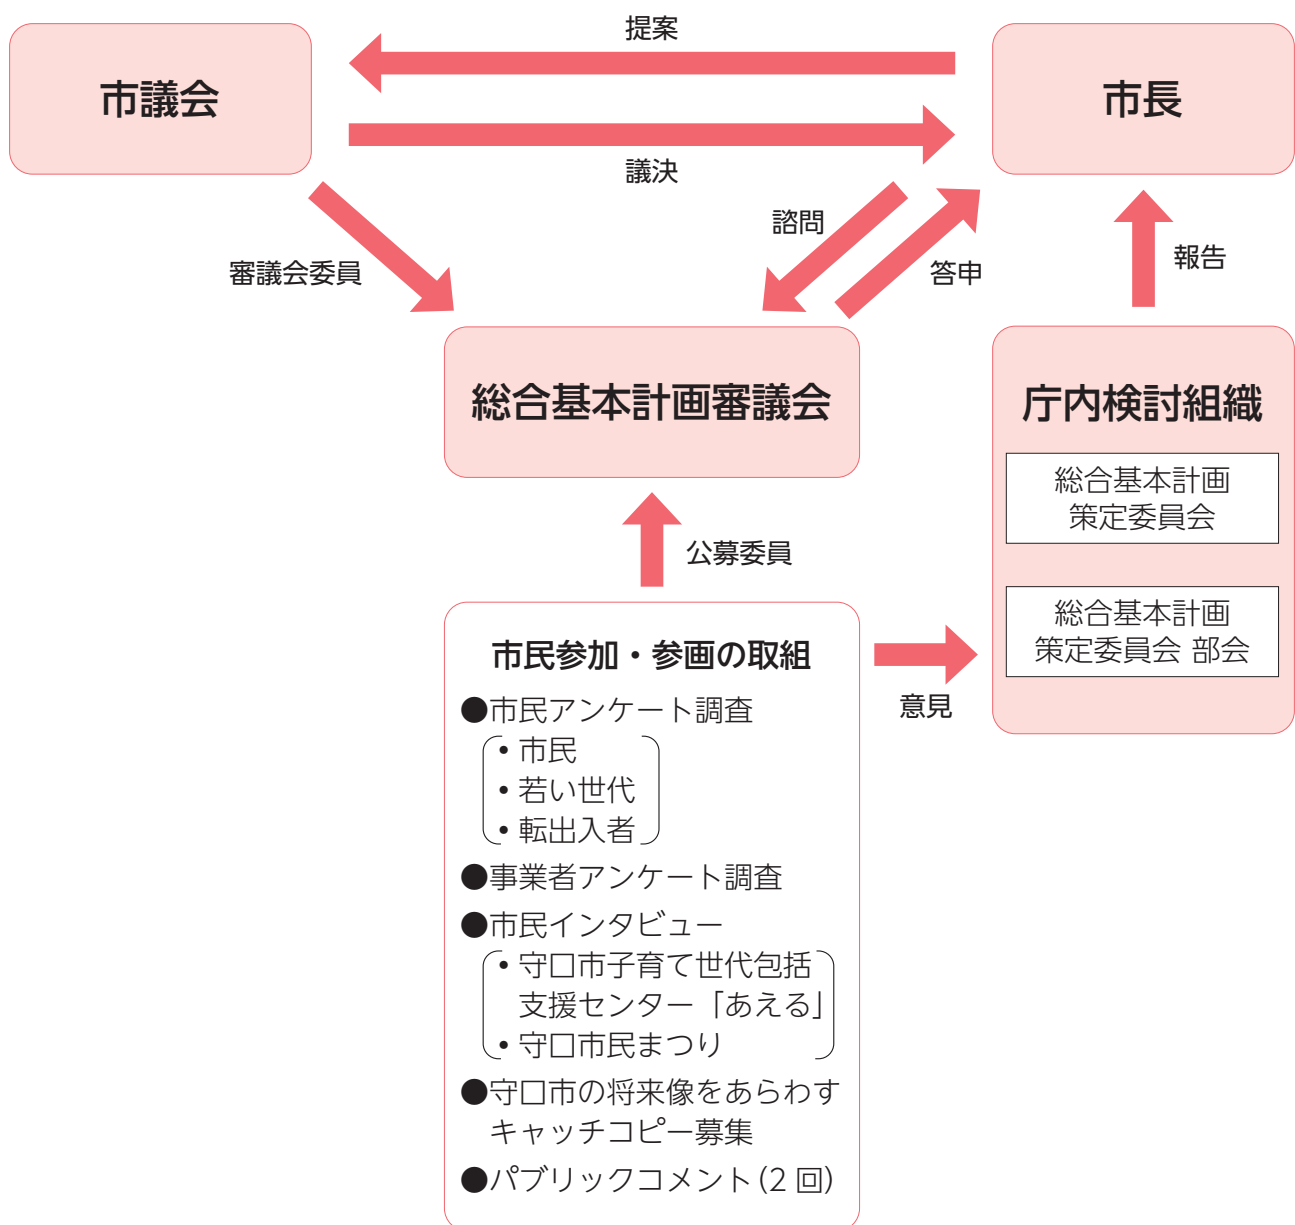 提案
市議会
市長
議決
諮問
審議会委員
答申
報告
総合基本計画審議会
庁内検討組織
総合基本計画
策定委員会
総合基本計画
策定委員会 部会
公募委員
市民参加・参画の取組
意見
●市民アンケート調査
・市民
・若い世代
・転出入者
●事業者アンケート調査
●市民インタビュー
・守口市子育て世代包括
支援センター「あえる」
・守口市民まつり
●守口市の将来像をあらわす
キャッチコピー募集
●パブリックコメント(2回)